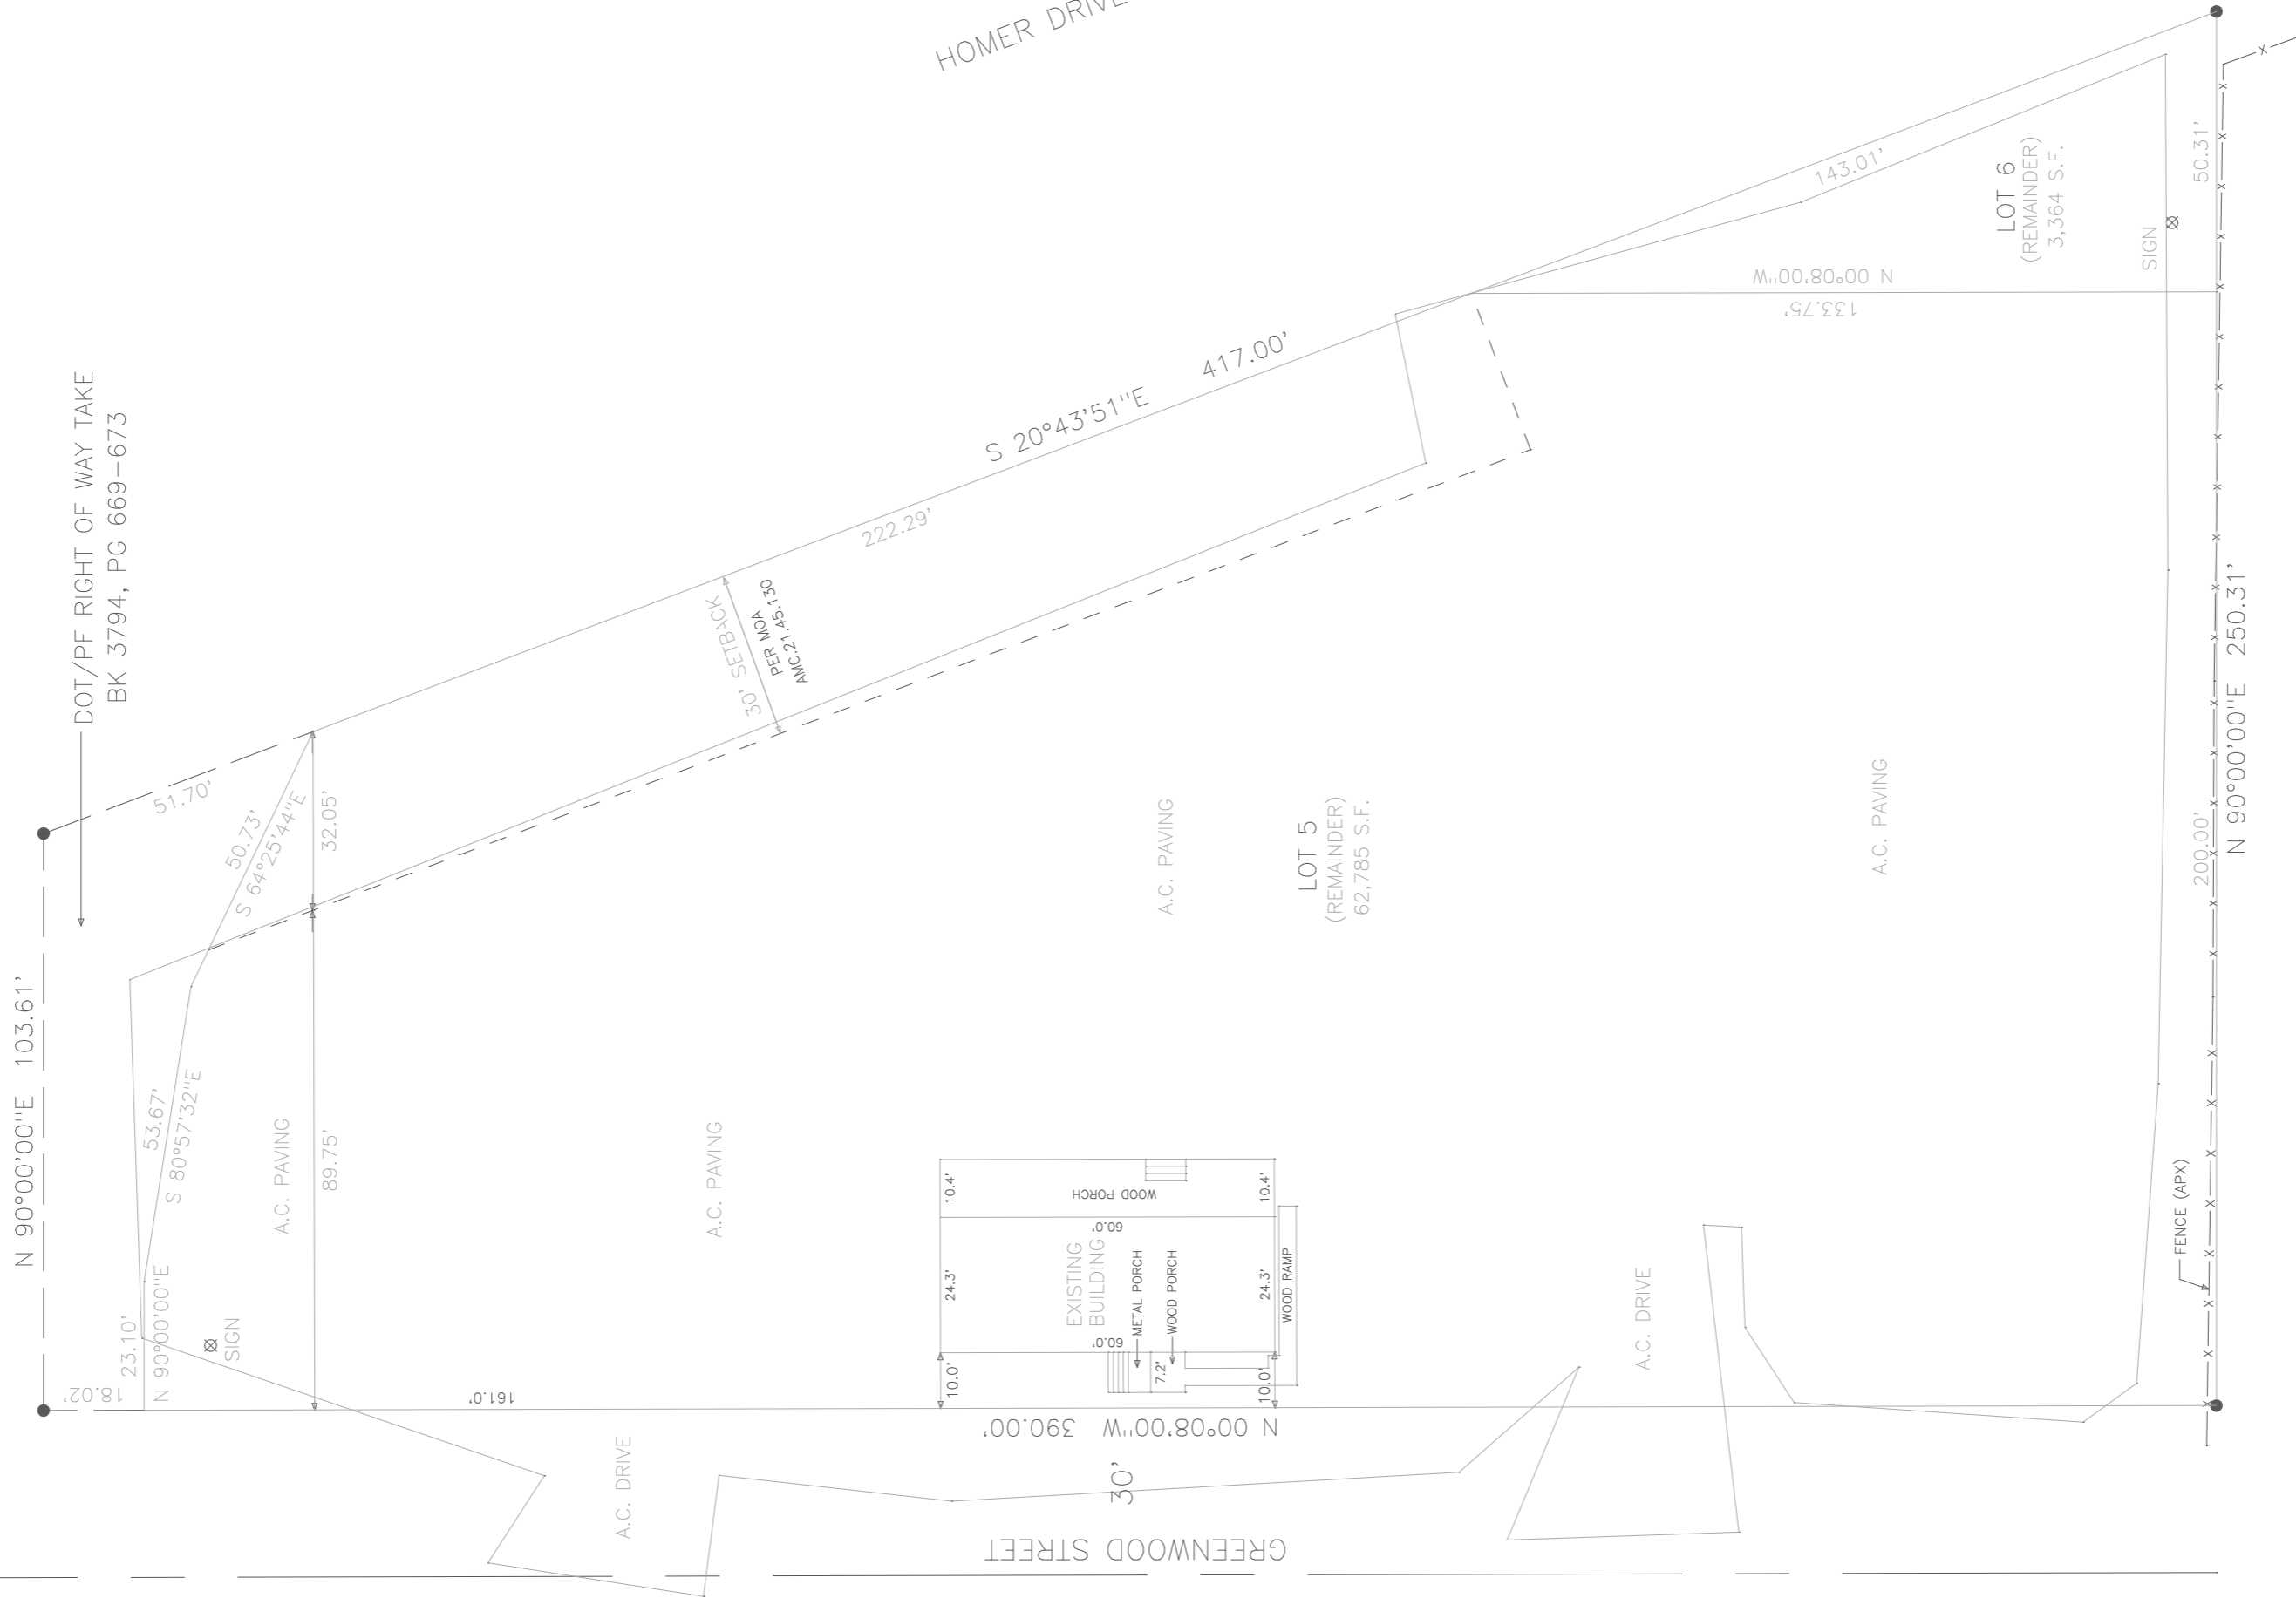 HOMER DRIVE
DOT/PF RIGHT OF WAY TAKE
BK 3794, PG 669-673
N 90°00'00"E 103.61'
51.70'
50.73'
S 64°25'44"E
32.05'
53.67'
S 80°57'32"E
23.10'
N 90°00'00"E
18.02'
SIGN
A.C. PAVING
89.75'
161.0'
A.C. PAVING
30' SETBACK
PER MOA
AMC.21.45.130
222.29'
S 20°43'51"E 417.00'
143.01'
LOT 6
(REMAINDER)
3,364 S.F.
SIGN
50.31'
N 00°08'00"W
133.75'
A.C. PAVING
LOT 5
(REMAINDER)
62,785 S.F.
A.C. PAVING
200.00'
N 90°00'00"E 250.31'
10.4'
WOOD PORCH
10.4'
60.0'
24.3'
EXISTING
BUILDING
METAL PORCH
WOOD PORCH
24.3'
WOOD RAMP
60.0'
10.0'
7.2'
10.0'
N 00°08'00"W 390.00'
30'
A.C. DRIVE
A.C. DRIVE
FENCE (APX)
GREENWOOD STREET